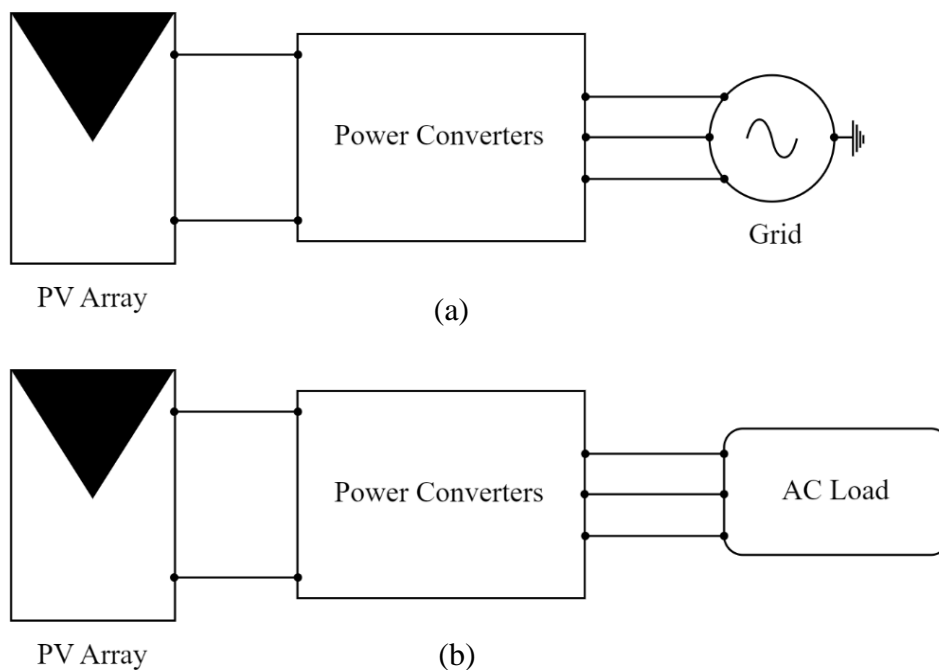 Power Converters
Grid
PV Array
(a)
Power Converters
AC Load
PV Array
(b)